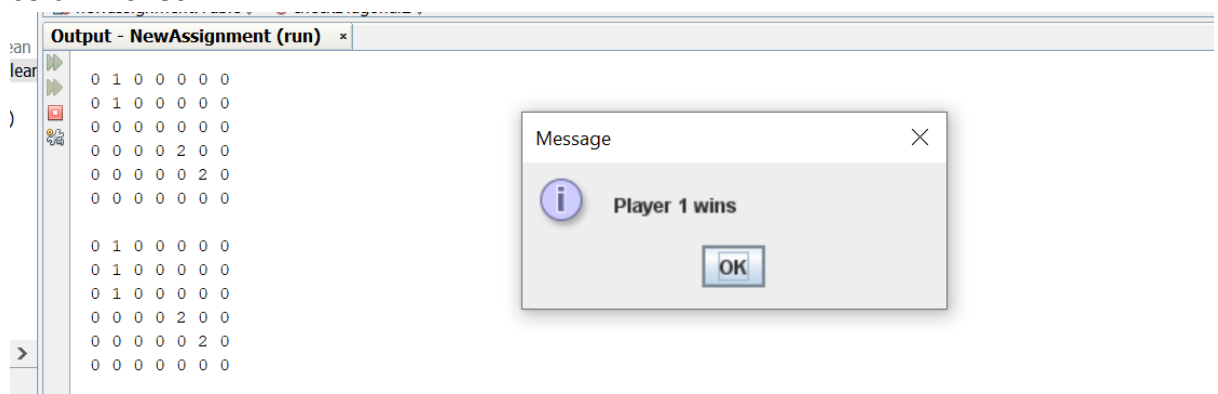 Output - NewAssignment (run) ×
ean
lear
)
0 1 0 0 0 0 0
0 1 0 0 0 0 0
0 0 0 0 0 0 0
0 0 0 0 2 0 0
0 0 0 0 0 2 0
0 0 0 0 0 0 0
0 1 0 0 0 0 0
0 1 0 0 0 0 0
0 1 0 0 0 0 0
0 0 0 0 2 0 0
0 0 0 0 0 2 0
0 0 0 0 0 0 0
>
Message
i
Player 1 wins
OK